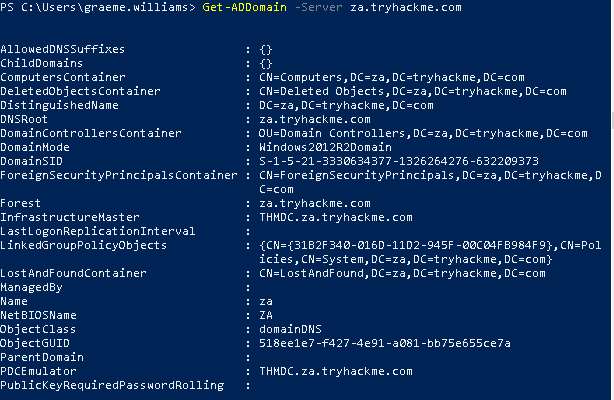 PS C:\Users\graeme.williams> Get-ADDomain -Server za.tryhackme.com
AllowedDNSSuffixes : {}
ChildDomains : {}
ComputersContainer : CN=Computers,DC=za,DC=tryhackme,DC=com
DeletedObjectsContainer : CN=Deleted Objects,DC=za,DC=tryhackme,DC=com
DistinguishedName : DC=za,DC=tryhackme,DC=com
DNSRoot : za.tryhackme.com
DomainControllersContainer : OU=Domain Controllers,DC=za,DC=tryhackme,DC=com
DomainMode : Windows2012R2Domain
DomainSID : S-1-5-21-3330634377-1326264276-632209373
ForeignSecurityPrincipalsContainer : CN=ForeignSecurityPrincipals,DC=za,DC=tryhackme,D
C=com
Forest : za.tryhackme.com
InfrastructureMaster : THMDC.za.tryhackme.com
LastLogonReplicationInterval :
LinkedGroupPolicyObjects : {CN={31B2F340-016D-11D2-945F-00C04FB984F9},CN=Pol
icies,CN=System,DC=za,DC=tryhackme,DC=com}
LostAndFoundContainer : CN=LostAndFound,DC=za,DC=tryhackme,DC=com
ManagedBy :
Name : za
NetBIOSName : ZA
ObjectClass : domainDNS
ObjectGUID : 518ee1e7-f427-4e91-a081-bb75e655ce7a
ParentDomain :
PDCEmulator : THMDC.za.tryhackme.com
PublicKeyRequiredPasswordRolling :